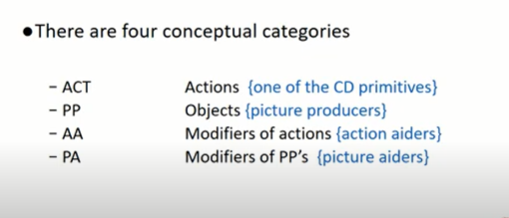 ●There are four conceptual categories
– ACT Actions {one of the CD primitives}
– PP Objects {picture producers}
– AA Modifiers of actions {action aiders}
– PA Modifiers of PP’s {picture aiders}